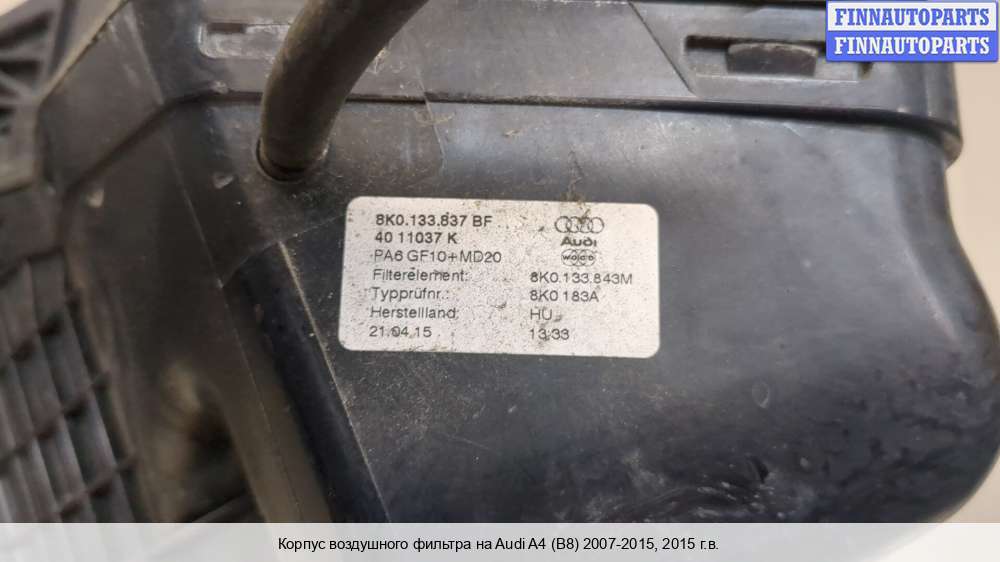 FINNAUTOPARTS
FINNAUTOPARTS
8K0.133.837 BF
40 11037 K
Audi
PA6 GF10+MD20
woco
Filterelement: 8K0.133.843M
Typprüfnr.: 8K0 183A
Herstellland: HU
21.04.15 13:33
Корпус воздушного фильтра на Audi A4 (B8) 2007-2015, 2015 г.в.